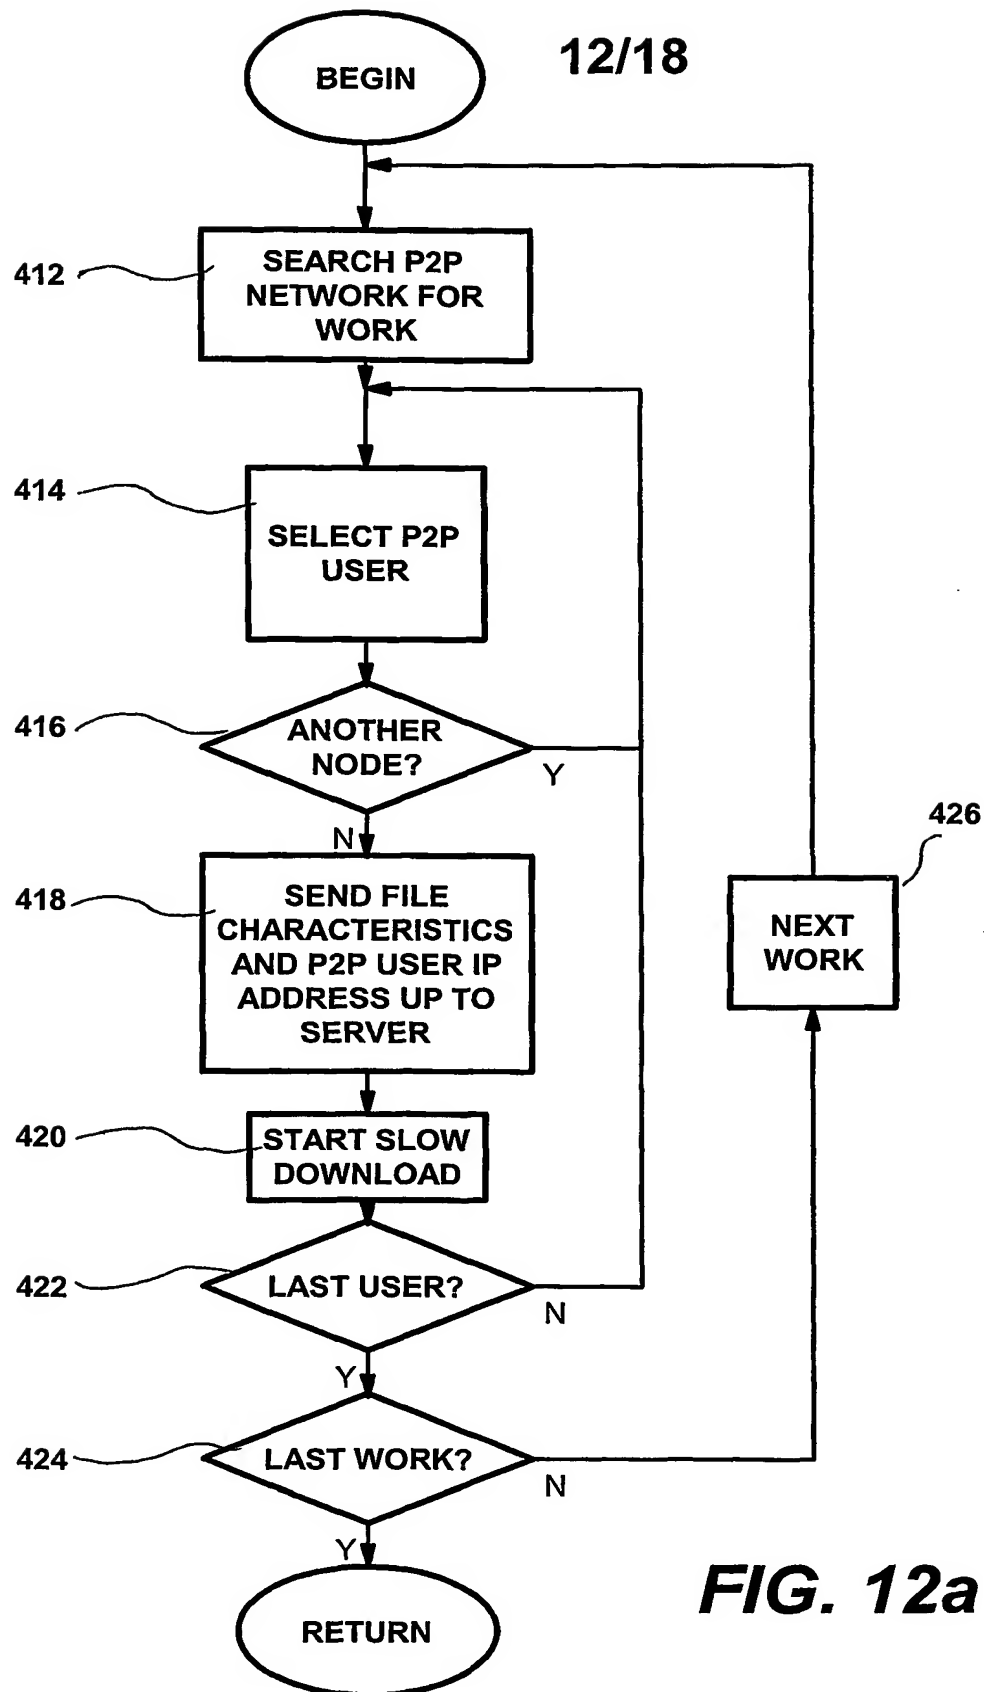 BEGIN
12/18
412
SEARCH P2P
NETWORK FOR
WORK
414
SELECT P2P
USER
416
ANOTHER
NODE?
Y
N
418
SEND FILE
CHARACTERISTICS
AND P2P USER IP
ADDRESS UP TO
SERVER
426
NEXT
WORK
420
START SLOW
DOWNLOAD
422
LAST USER?
N
Y
424
LAST WORK?
N
Y
RETURN
FIG. 12a